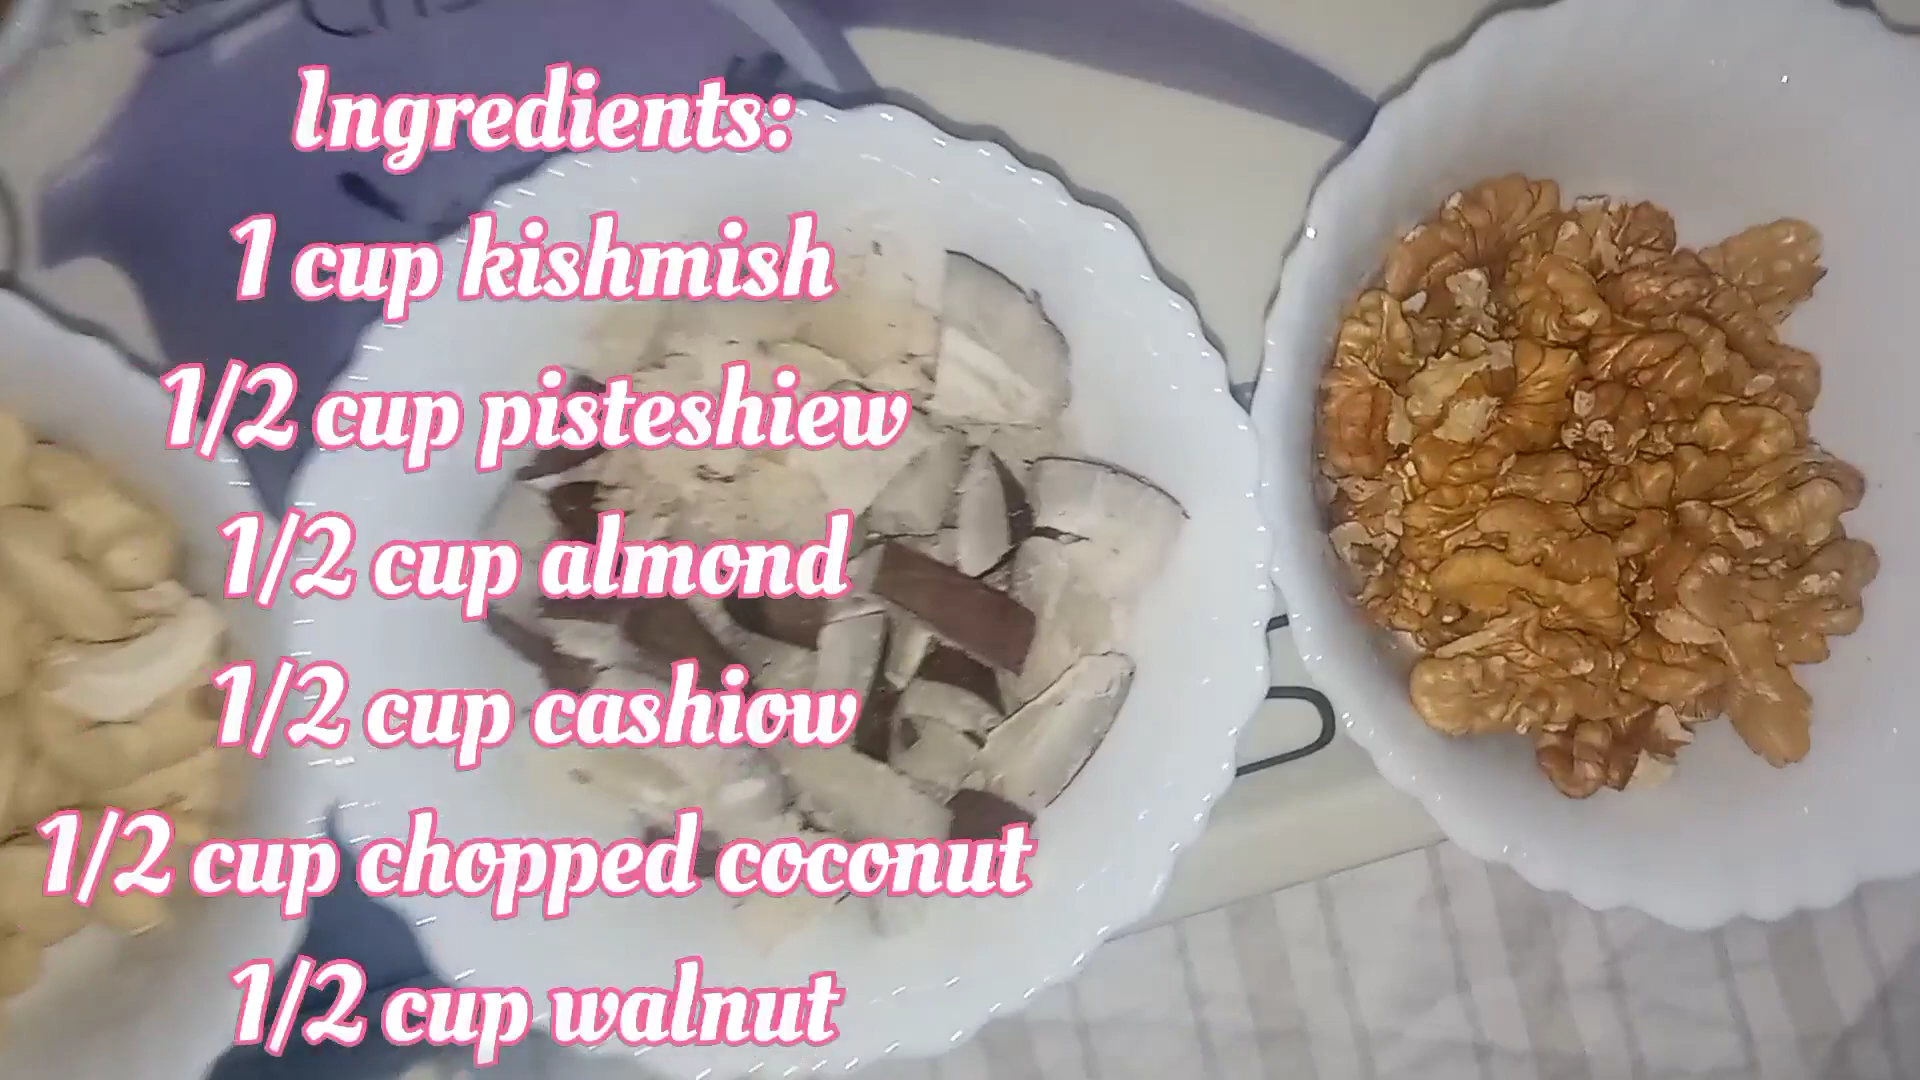 Ingredients:
1 cup kishmish
1/2 cup pisteshiew
1/2 cup almond
1/2 cup cashiow
1/2 cup chopped coconut
1/2 cup walnut